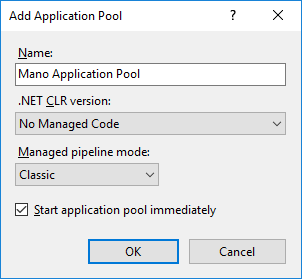 Add Application Pool
?
Name:
Mano Application Pool
.NET CLR version:
No Managed Code
Managed pipeline mode:
Classic
Start application pool immediately
OK
Cancel